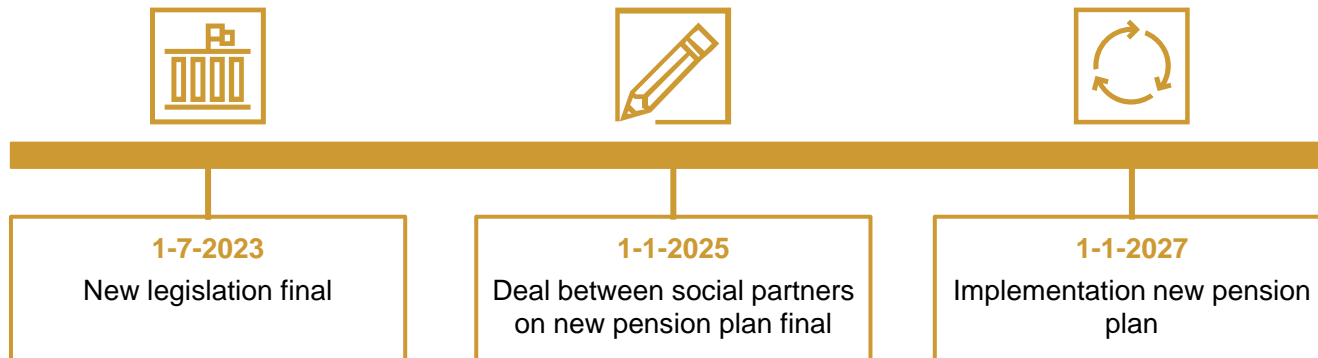 1-7-2023
New legislation final
1-1-2025
Deal between social partners
on new pension plan final
1-1-2027
Implementation new pension
plan